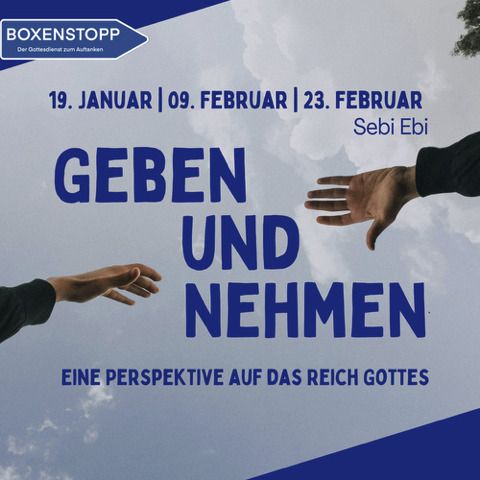 BOXENSTOPP
Der Gottesdienst zum Auftanken
19. JANUAR | 09. FEBRUAR | 23. FEBRUAR
Sebi Ebi
GEBEN
UND
NEHMEN
EINE PERSPEKTIVE AUF DAS REICH GOTTES